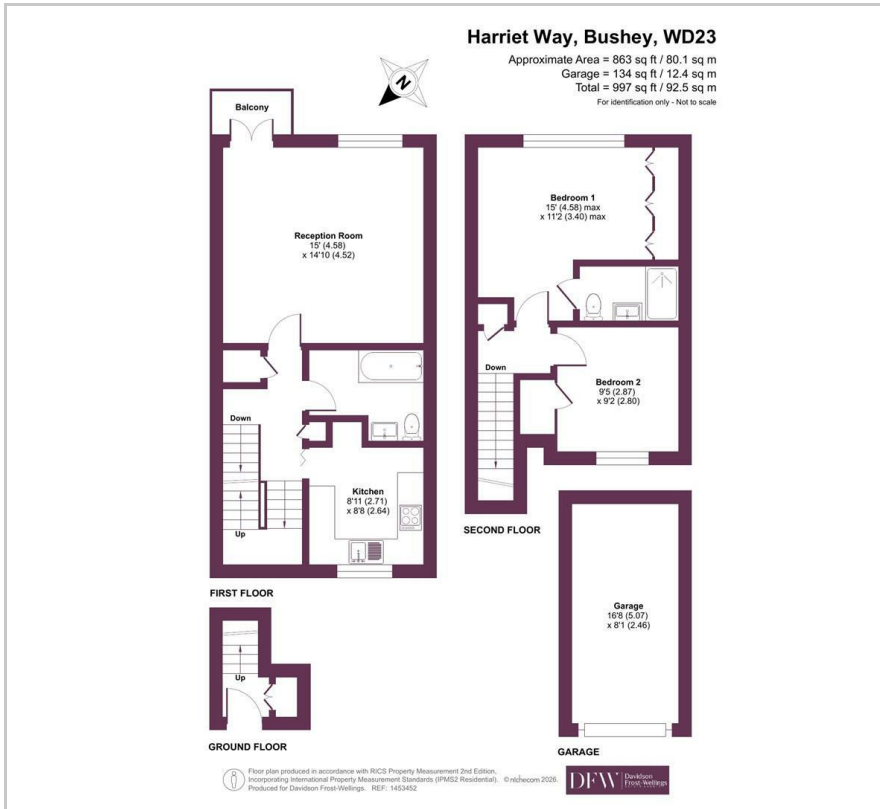 Harriet Way, Bushey, WD23
Approximate Area = 863 sq ft / 80.1 sq m
Garage = 134 sq ft / 12.4 sq m
Total = 997 sq ft / 92.5 sq m
For identification only - Not to scale
N
Balcony
Reception Room
15' (4.58)
x 14'10 (4.52)
Down
Up
Kitchen
8'11 (2.71)
x 8'8 (2.64)
FIRST FLOOR
Bedroom 1
15' (4.58) max
x 11'2 (3.40) max
Down
Bedroom 2
9'5 (2.87)
x 9'2 (2.80)
SECOND FLOOR
Up
GROUND FLOOR
Garage
16'8 (5.07)
x 8'1 (2.46)
GARAGE
Floor plan produced in accordance with RICS Property Measurement 2nd Edition,
Incorporating International Property Measurement Standards (IPMS2 Residential). © nichecom 2026.
Produced for Davidson Frost-Wellings. REF: 1453452
DFW
Davidson
Frost-Wellings